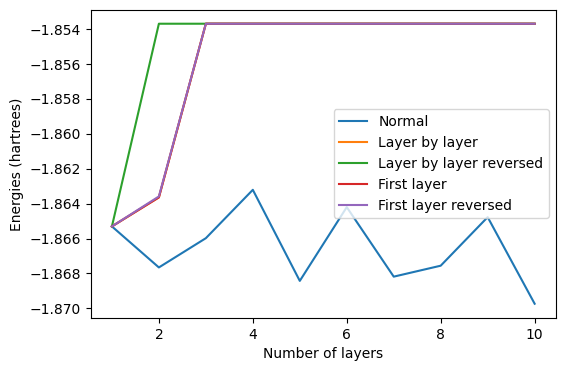 −1.854
−1.856
−1.858
−1.860
−1.862
−1.864
−1.866
−1.868
−1.870
Energies (hartrees)
Normal
Layer by layer
Layer by layer reversed
First layer
First layer reversed
2 4 6 8 10
Number of layers